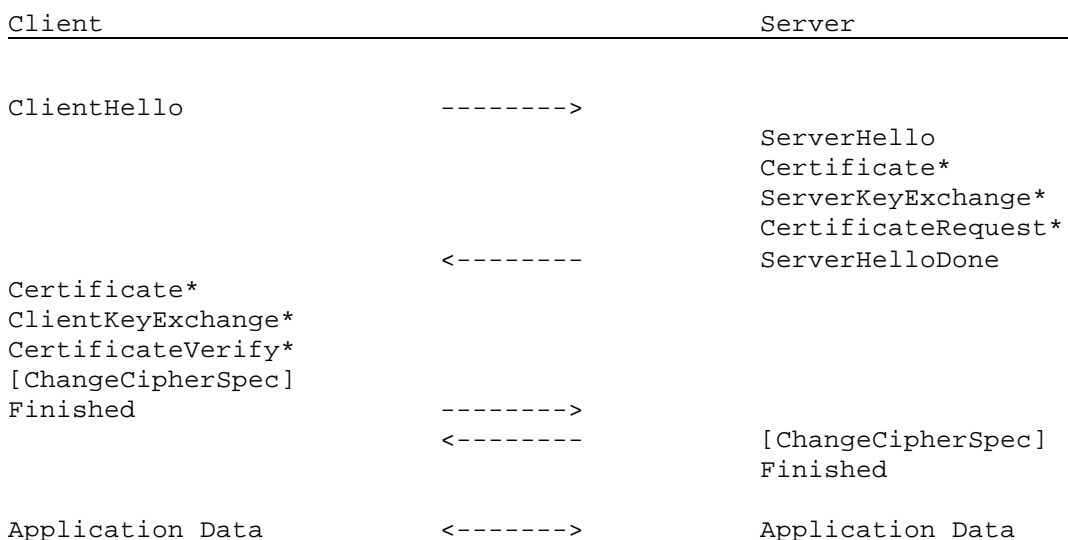 Client Server
ClientHello -------->
ServerHello
Certificate*
ServerKeyExchange*
CertificateRequest*
<-------- ServerHelloDone
Certificate*
ClientKeyExchange*
CertificateVerify*
[ChangeCipherSpec]
Finished -------->
<-------- [ChangeCipherSpec]
Finished
Application Data <-------> Application Data